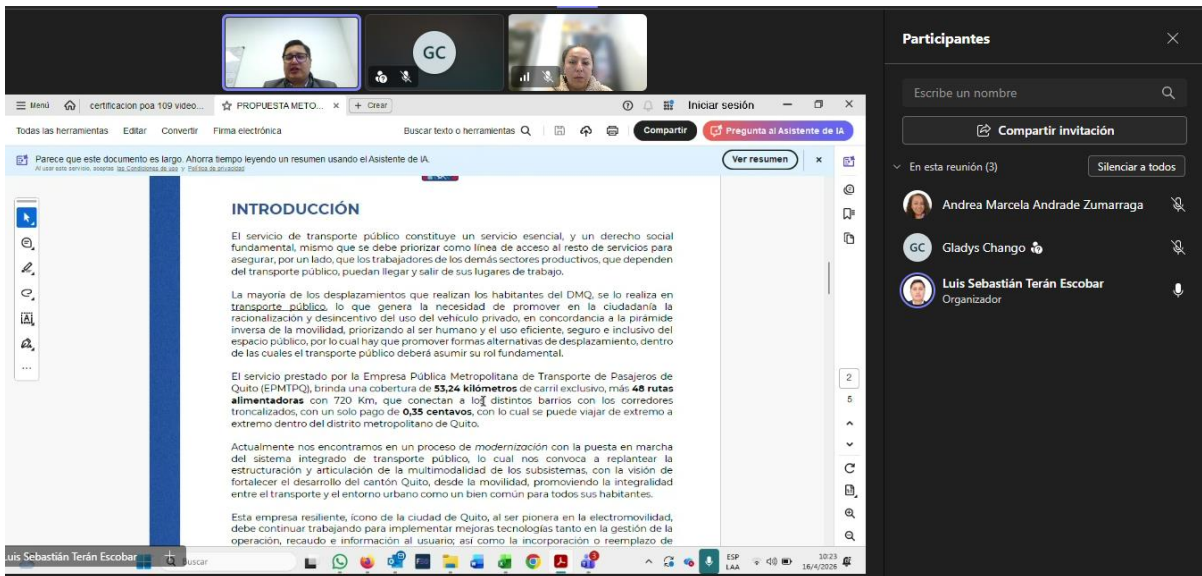 GC
Participantes
Escribe un nombre
Compartir invitación
En esta reunión (3)
Silenciar a todos
Andrea Marcela Andrade Zumarraga
GC
Gladys Chango
Luis Sebastián Terán Escobar
Organizador
Menú
certificacion poa 109 video...
PROPUESTA METO...
+ Crear
Iniciar sesión
Todas las herramientas
Editar
Convertir
Firma electrónica
Buscar texto o herramientas
Compartir
Pregunta al Asistente de IA
Parece que este documento es largo. Ahorra tiempo leyendo un resumen usando el Asistente de IA.
Al usar este servicio, aceptas las Condiciones de uso y Política de privacidad
Ver resumen
INTRODUCCIÓN
El servicio de transporte público constituye un servicio esencial, y un derecho social
fundamental, mismo que se debe priorizar como línea de acceso al resto de servicios para
asegurar, por un lado, que los trabajadores de los demás sectores productivos, que dependen
del transporte público, puedan llegar y salir de sus lugares de trabajo.
La mayoría de los desplazamientos que realizan los habitantes del DMQ, se lo realiza en
transporte público, lo que genera la necesidad de promover en la ciudadanía la
racionalización y desincentivo del uso del vehículo privado, en concordancia a la pirámide
inversa de la movilidad, priorizando al ser humano y el uso eficiente, seguro e inclusivo del
espacio público, por lo cual hay que promover formas alternativas de desplazamiento, dentro
de las cuales el transporte público deberá asumir su rol fundamental.
El servicio prestado por la Empresa Pública Metropolitana de Transporte de Pasajeros de
Quito (EPMTPQ), brinda una cobertura de 53,24 kilómetros de carril exclusivo, más 48 rutas
alimentadoras con 720 Km, que conectan a los distintos barrios con los corredores
troncalizados, con un solo pago de 0,35 centavos, con lo cual se puede viajar de extremo a
extremo dentro del distrito metropolitano de Quito.
Actualmente nos encontramos en un proceso de modernización con la puesta en marcha
del sistema integrado de transporte público, lo cual nos convoca a replantear la
estructuración y articulación de la multimodalidad de los subsistemas, con la visión de
fortalecer el desarrollo del cantón Quito, desde la movilidad, promoviendo la integralidad
entre el transporte y el entorno urbano como un bien común para todos sus habitantes.
Esta empresa resiliente, ícono de la ciudad de Quito, al ser pionera en la electromovilidad,
debe continuar trabajando para implementar mejoras tecnologías tanto en la gestión de la
operación, recaudo e información al usuario; así como la incorporación o reemplazo de
2
5
uis Sebastián Terán Escobar
Buscar
ESP
LAA
10:23
16/4/2026